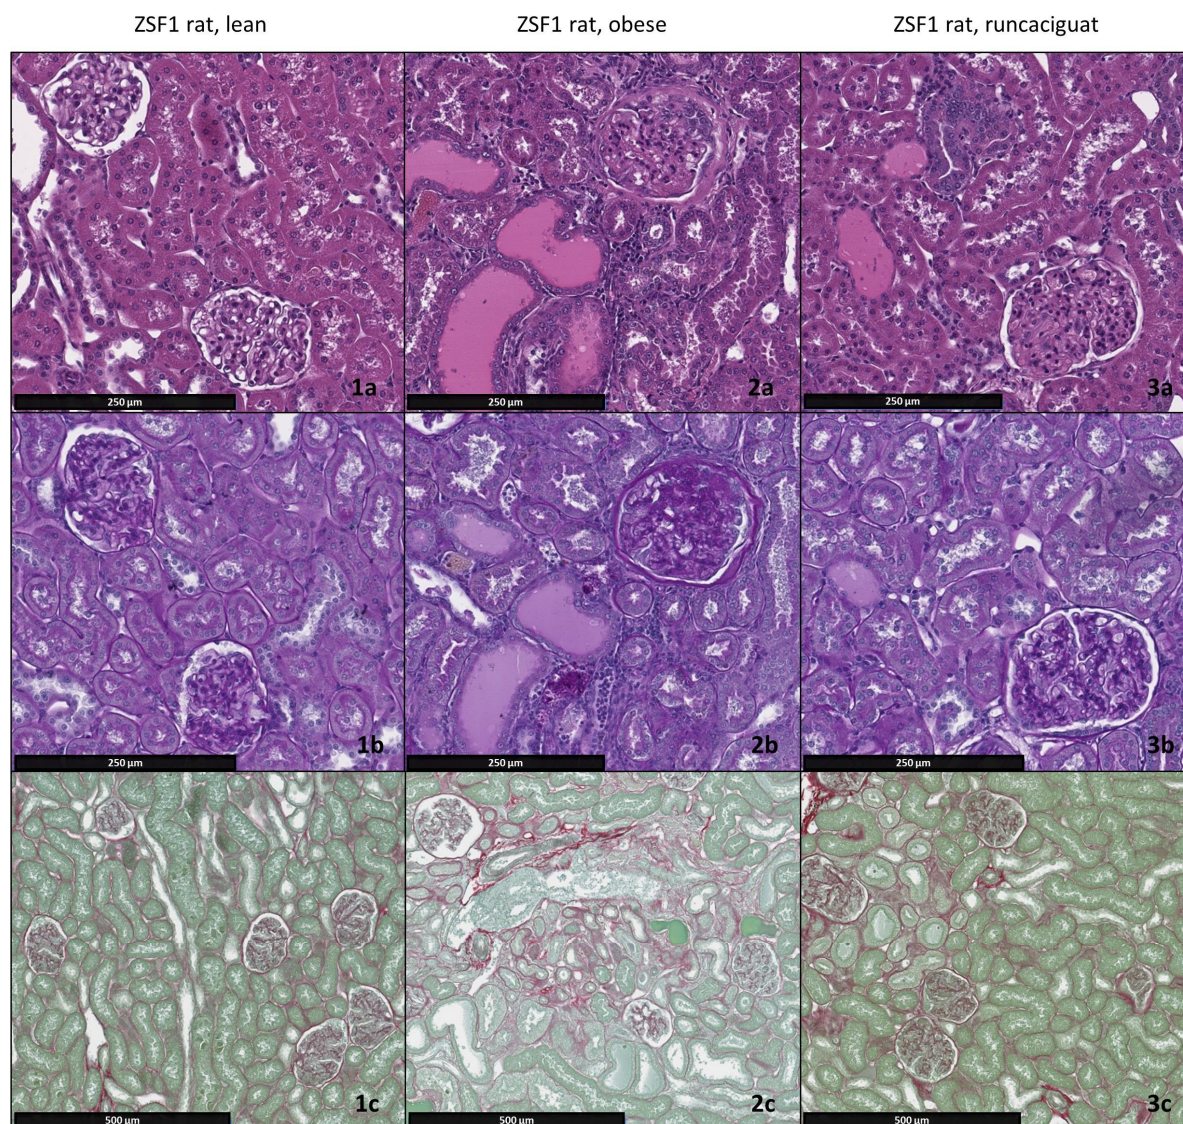 ZSF1 rat, lean
ZSF1 rat, obese
ZSF1 rat, runcaciguat
1a
250 µm
2a
250 µm
3a
250 µm
1b
250 µm
2b
250 µm
3b
250 µm
1c
500 µm
2c
500 µm
3c
500 µm